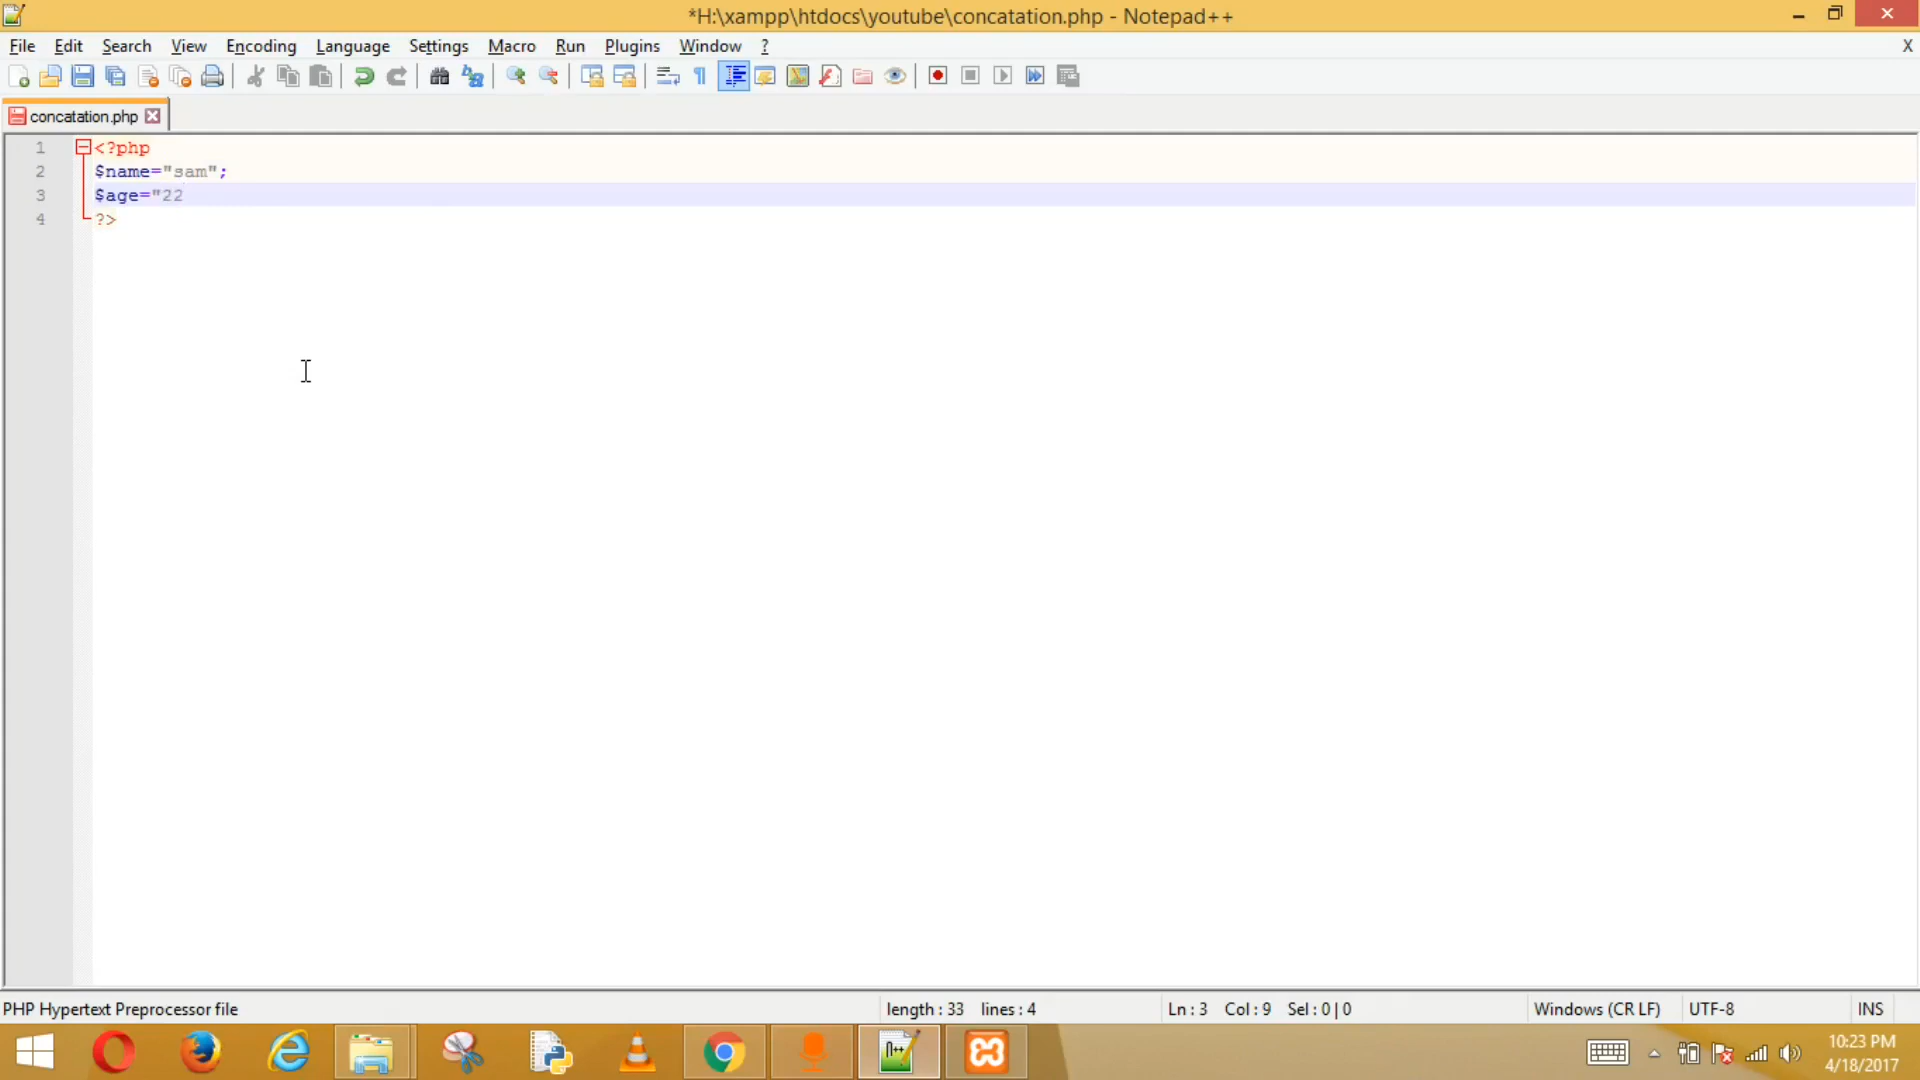 *H:\xampp\htdocs\youtube\concatation.php - Notepad++
File Edit Search View Encoding Language Settings Macro Run Plugins Window ? X
concatation.php
1 <?php
2 $name="sam";
3 $age="22
4 ?>
PHP Hypertext Preprocessor file length : 33 lines : 4 Ln : 3 Col : 9 Sel : 0 | 0 Windows (CR LF) UTF-8 INS
10:23 PM
4/18/2017